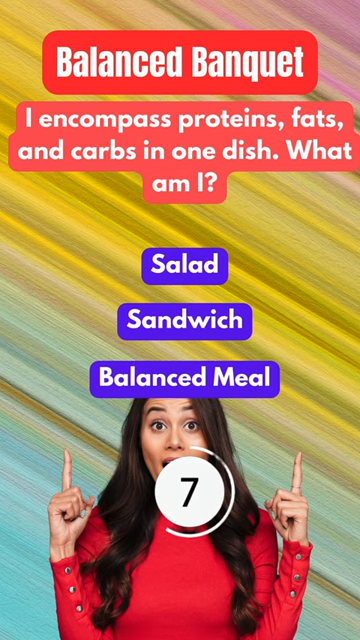 Balanced Banquet
I encompass proteins, fats,
and carbs in one dish. What
am I?
Salad
Sandwich
Balanced Meal
7